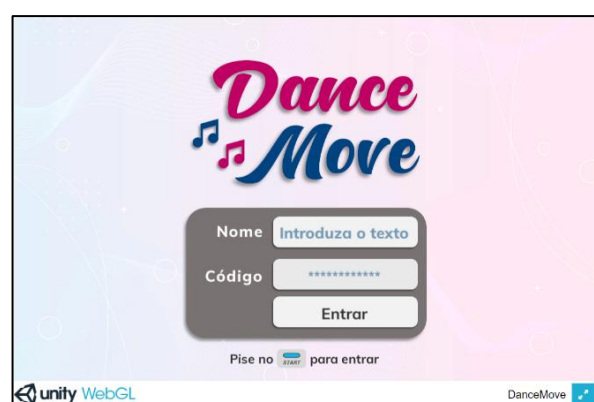 Dance
Move
Nome Introduza o texto
Código ************
Entrar
Pise no START para entrar
unity WebGL DanceMove